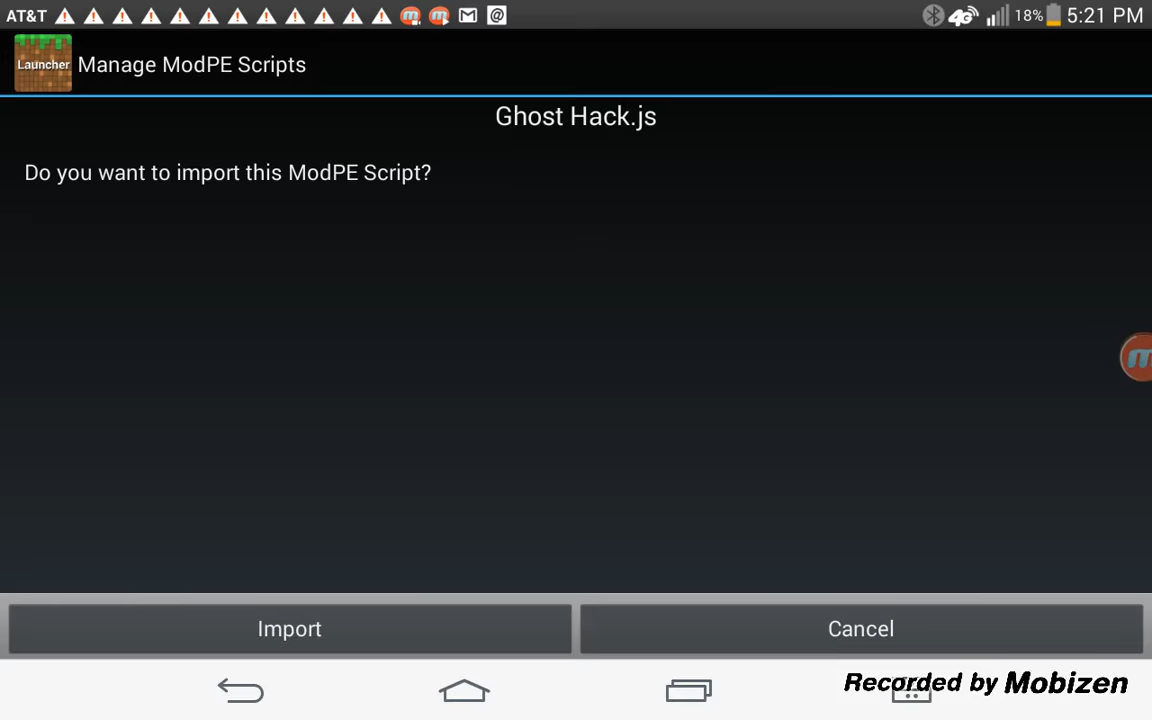 AT&T
18% 5:21 PM
Launcher Manage ModPE Scripts
Ghost Hack.js
Do you want to import this ModPE Script?
Import Cancel
Recorded by Mobizen